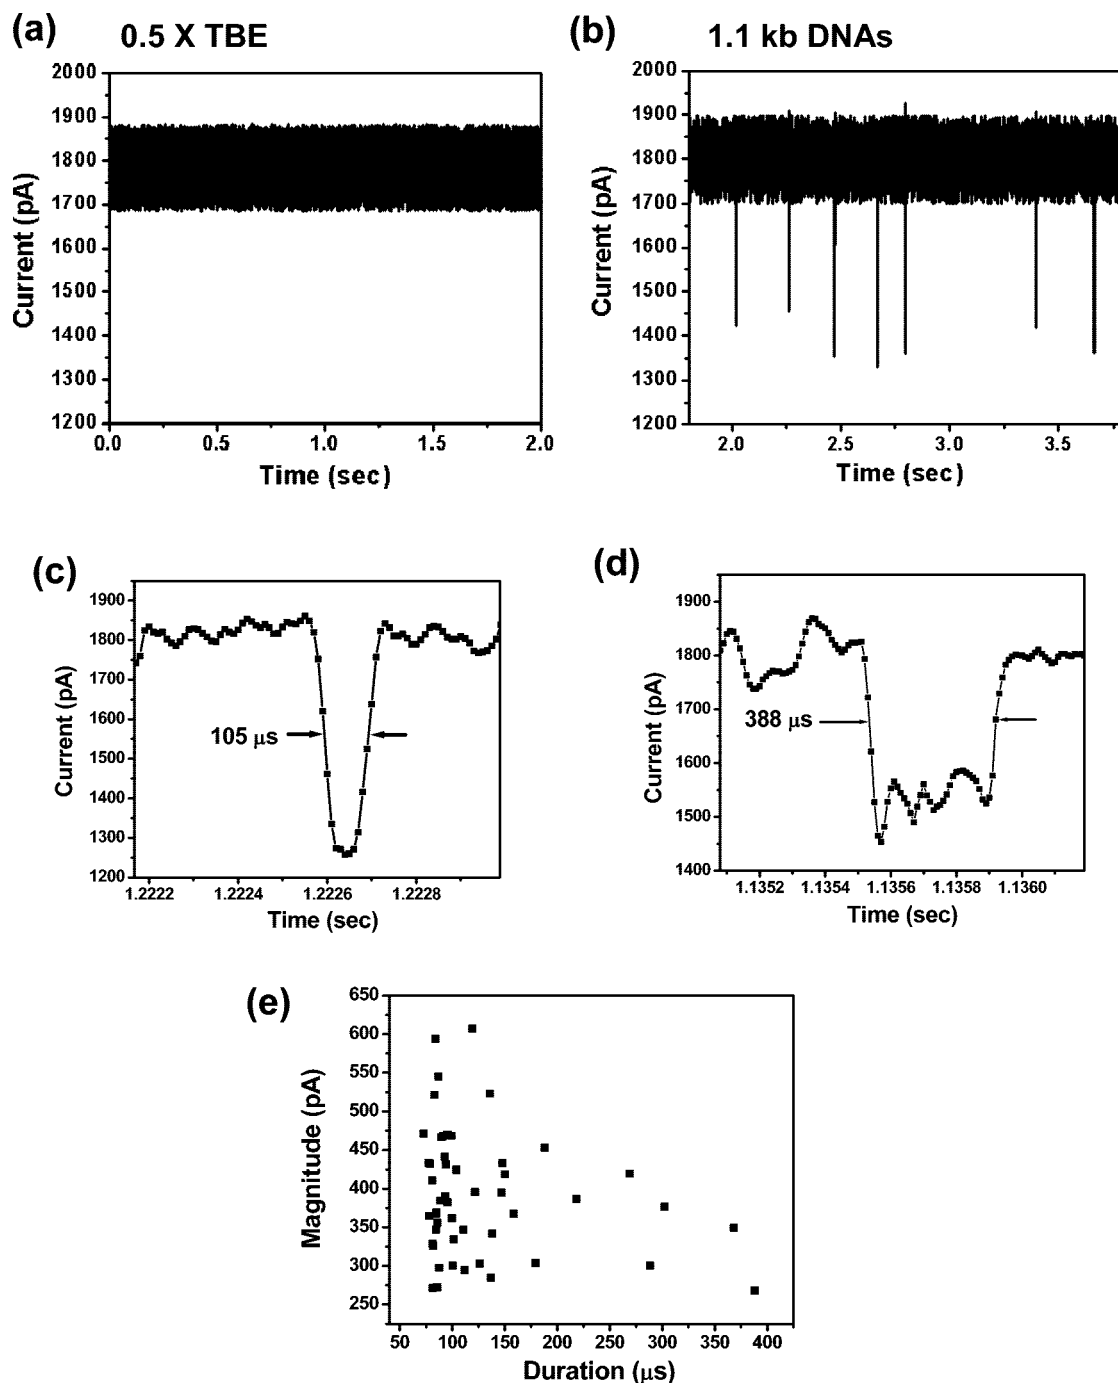 (a) 0.5 X TBE
2000
1900
1800
1700
1600
1500
1400
1300
1200
Current (pA)
0.0 0.5 1.0 1.5 2.0
Time (sec)
(b) 1.1 kb DNAs
2000
1900
1800
1700
1600
1500
1400
1300
1200
Current (pA)
2.0 2.5 3.0 3.5
Time (sec)
(c)
1900
1800
1700
1600
1500
1400
1300
1200
Current (pA)
105 μs
1.2222 1.2224 1.2226 1.2228
Time (sec)
(d)
1900
1800
1700
1600
1500
1400
Current (pA)
388 μs
1.1352 1.1354 1.1356 1.1358 1.1360
Time (sec)
(e)
650
600
550
500
450
400
350
300
250
Magnitude (pA)
50 100 150 200 250 300 350 400
Duration (μs)